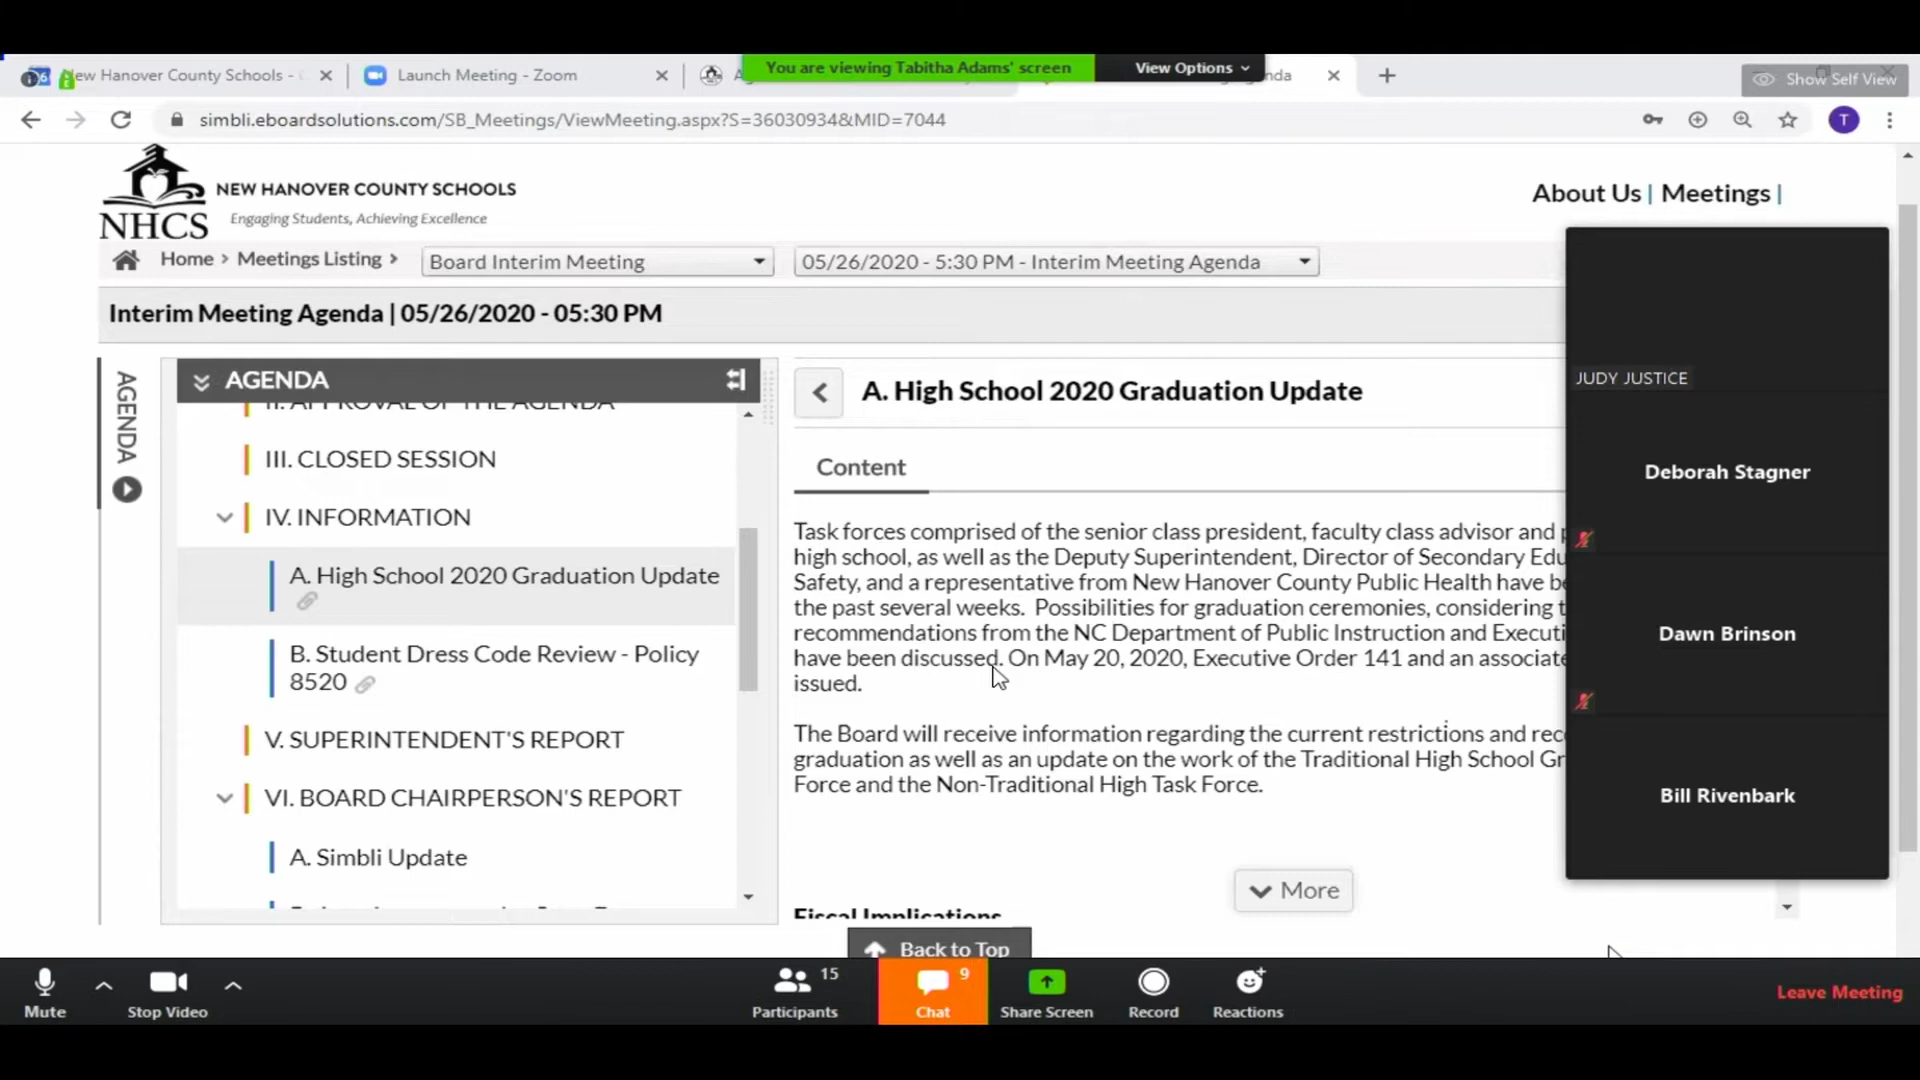 New Hanover County Schools -
Launch Meeting - Zoom
You are viewing Tabitha Adams' screen
View Options
Show Self View
simbli.eboardsolutions.com/SB_Meetings/ViewMeeting.aspx?S=36030934&MID=7044
T
NHCS
NEW HANOVER COUNTY SCHOOLS
Engaging Students, Achieving Excellence
About Us | Meetings |
Home > Meetings Listing >
Board Interim Meeting
05/26/2020 - 5:30 PM - Interim Meeting Agenda
Interim Meeting Agenda | 05/26/2020 - 05:30 PM
AGENDA
AGENDA
II. APPROVAL OF THE AGENDA
III. CLOSED SESSION
IV. INFORMATION
A. High School 2020 Graduation Update
B. Student Dress Code Review - Policy
8520
V. SUPERINTENDENT'S REPORT
VI. BOARD CHAIRPERSON'S REPORT
A. Simbli Update
A. High School 2020 Graduation Update
Content
Task forces comprised of the senior class president, faculty class advisor and
high school, as well as the Deputy Superintendent, Director of Secondary
Safety, and a representative from New Hanover County Public Health have
the past several weeks. Possibilities for graduation ceremonies, considering
recommendations from the NC Department of Public Instruction and
have been discussed. On May 20, 2020, Executive Order 141 and an
issued.
The Board will receive information regarding the current restrictions and
graduation as well as an update on the work of the Traditional High School
Force and the Non-Traditional High Task Force.
More
Fiscal Implications
Back to Top
JUDY JUSTICE
Deborah Stagner
Dawn Brinson
Bill Rivenbark
Mute
Stop Video
Participants 15
Chat 9
Share Screen
Record
Reactions
Leave Meeting